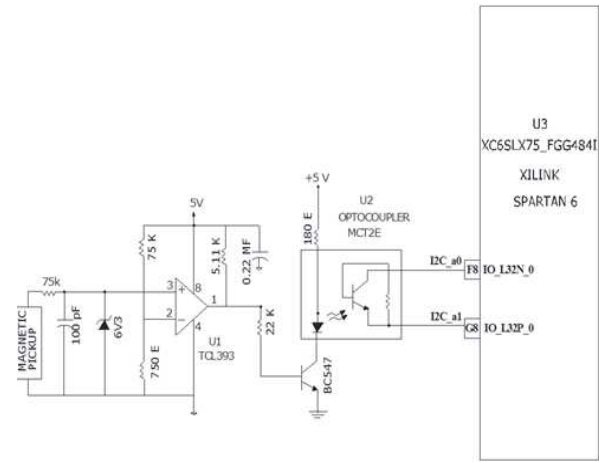 U3
XC6SLX75_FGG484I
XILINK
SPARTAN 6
+5 V
U2
OPTOCOUPLER
MCT2E
180 E
5V
75 K
5.11 K
0.22 MF
I2C_a0
F8 IO_L32N_0
75k
3
8
1
2
4
U1
TCL393
I2C_a1
G8 IO_L32P_0
MAGNETIC
PICKUP
100 pF
6V3
750 E
22 K
BC547